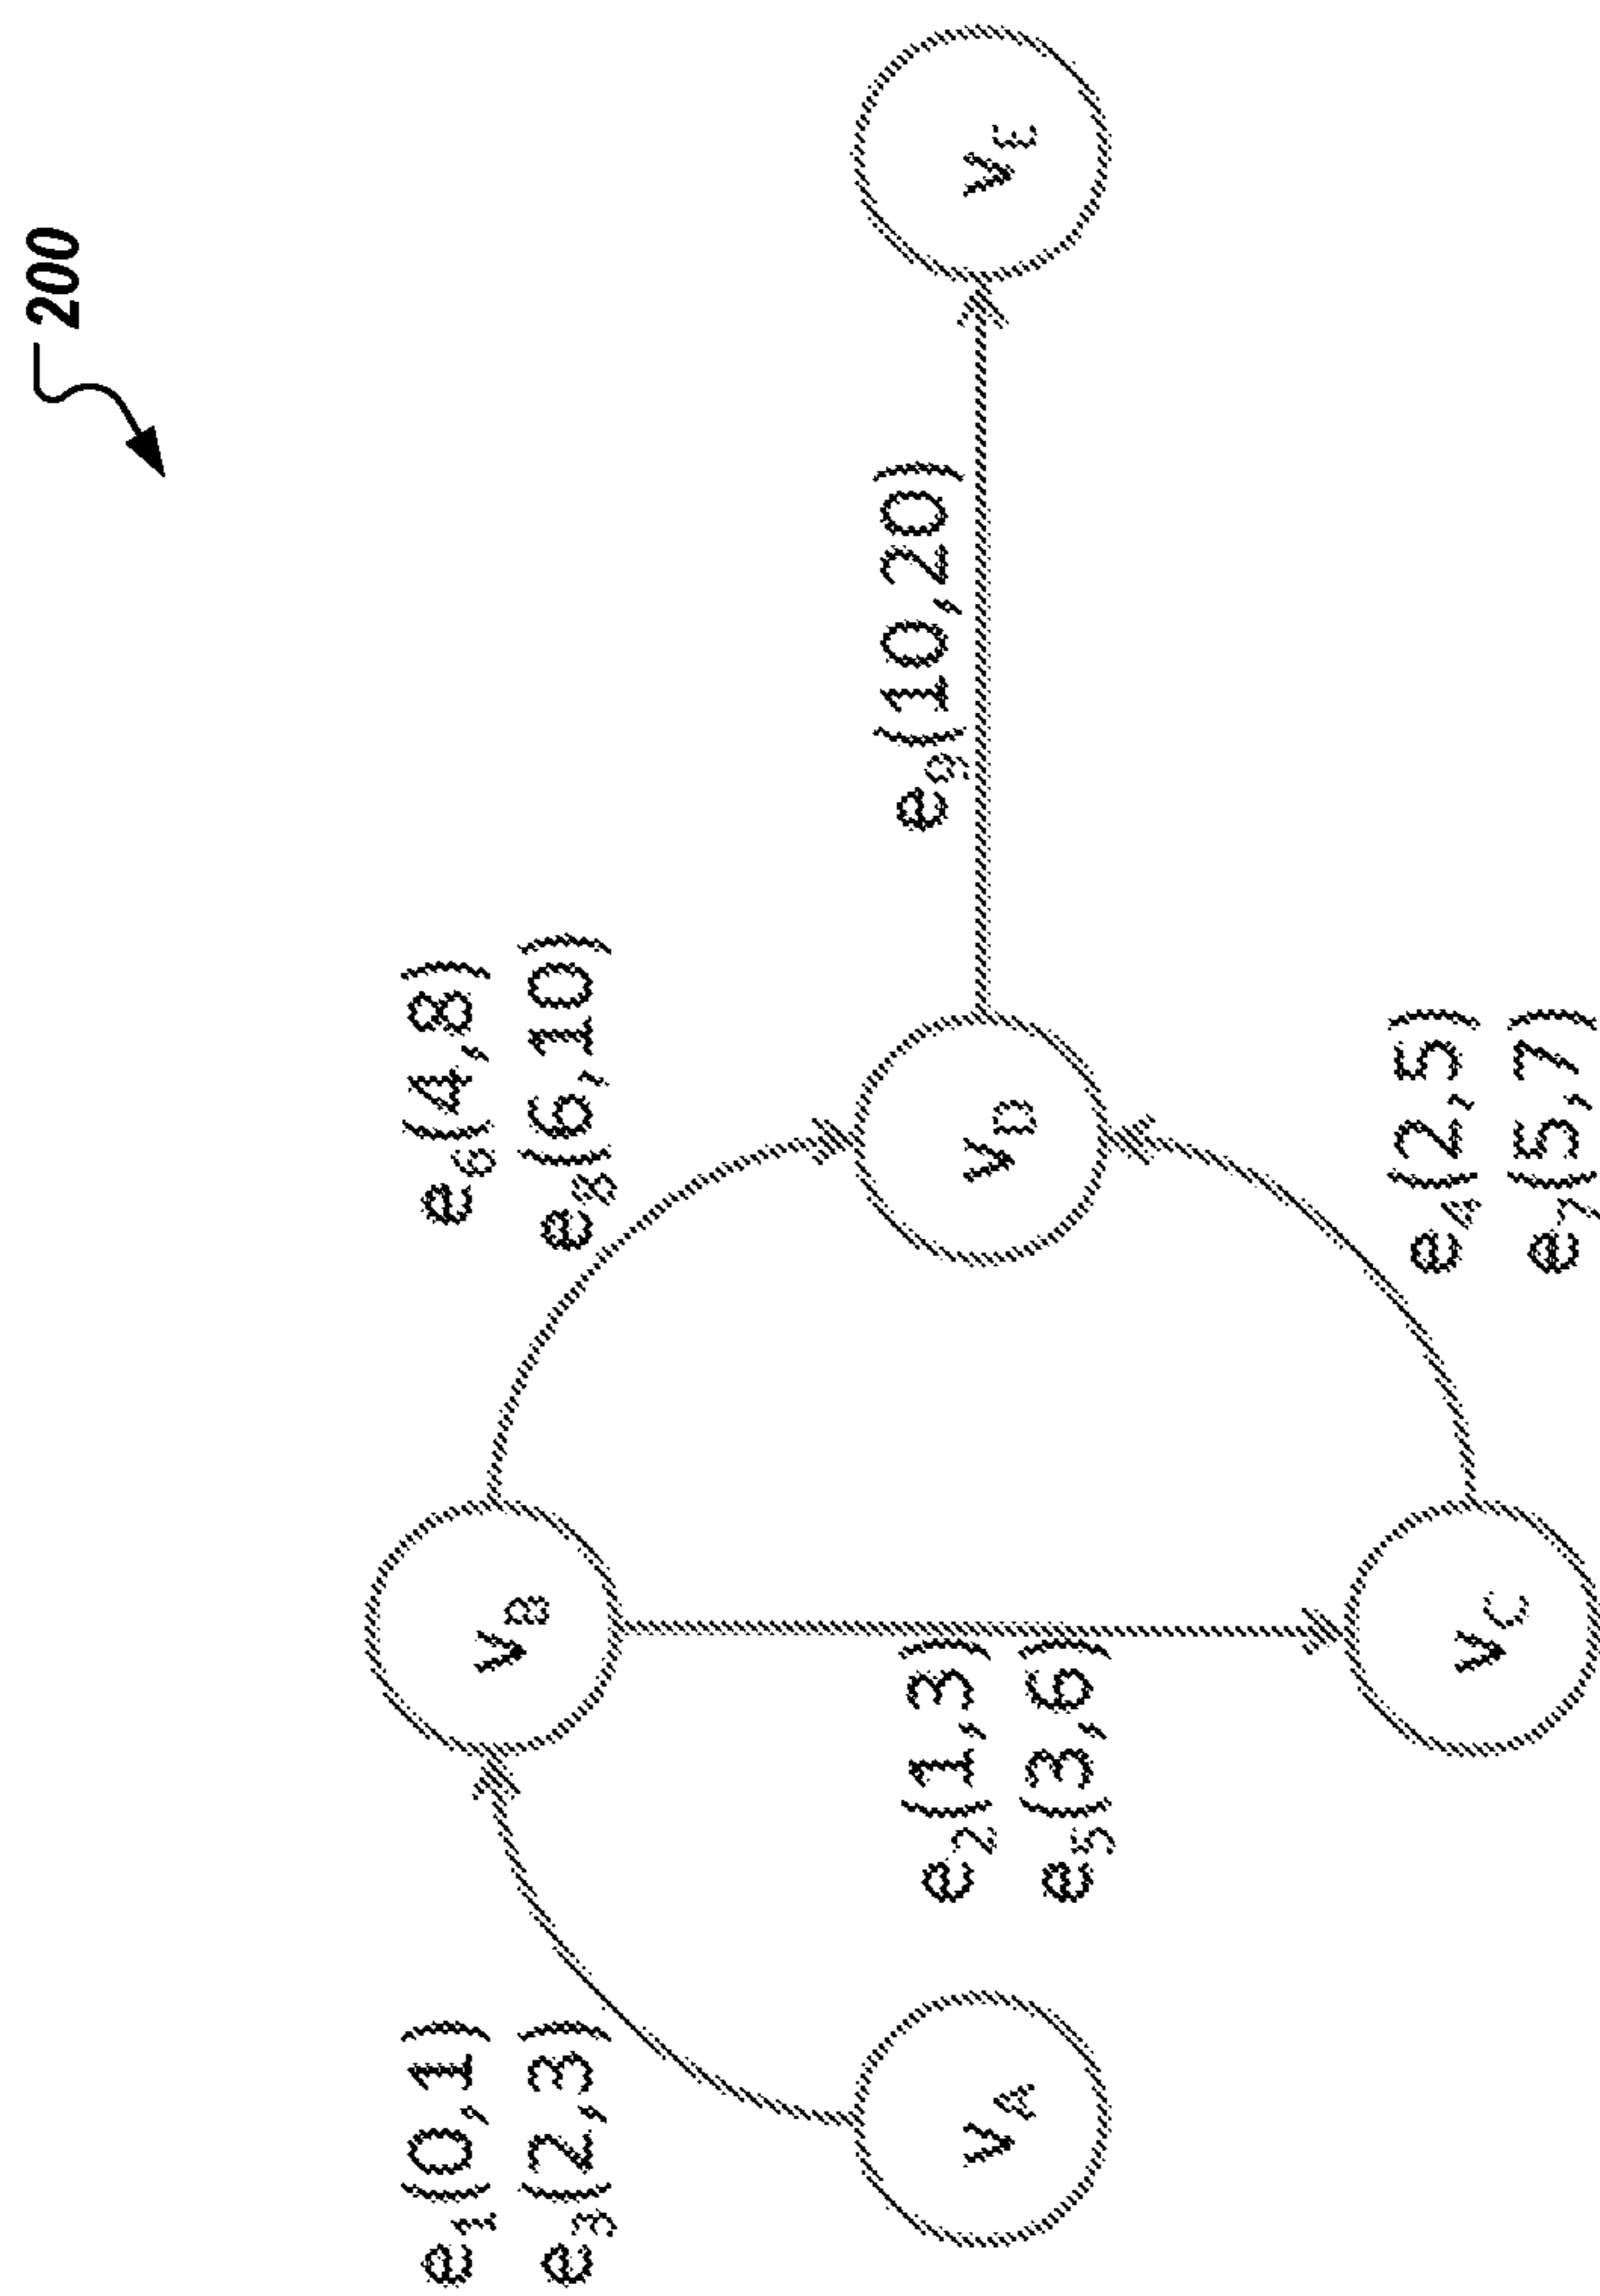 200
e1(0,1)
e3(2,3)
vB
e6(4,8)
e8(6,10)
vA
e2(1,3)
e5(3,6)
vD
e9(10,20)
vE
vC
e4(2,5)
e7(5,7)